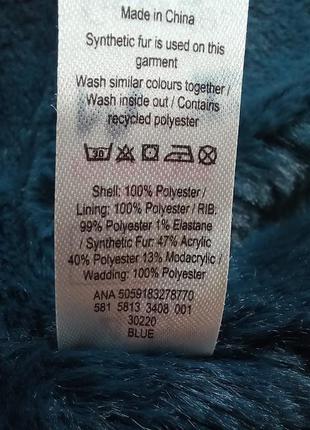 Made in China
Synthetic fur is used on this
garment
Wash similar colours together /
Wash inside out / Contains
recycled polyester
30
Shell: 100% Polyester /
Lining: 100% Polyester / RIB:
99% Polyester 1% Elastane
/ Synthetic Fur: 47% Acrylic
40% Polyester 13% Modacrylic /
Wadding: 100% Polyester
ANA 5059183278770
581 5813 3408 001
30220
BLUE